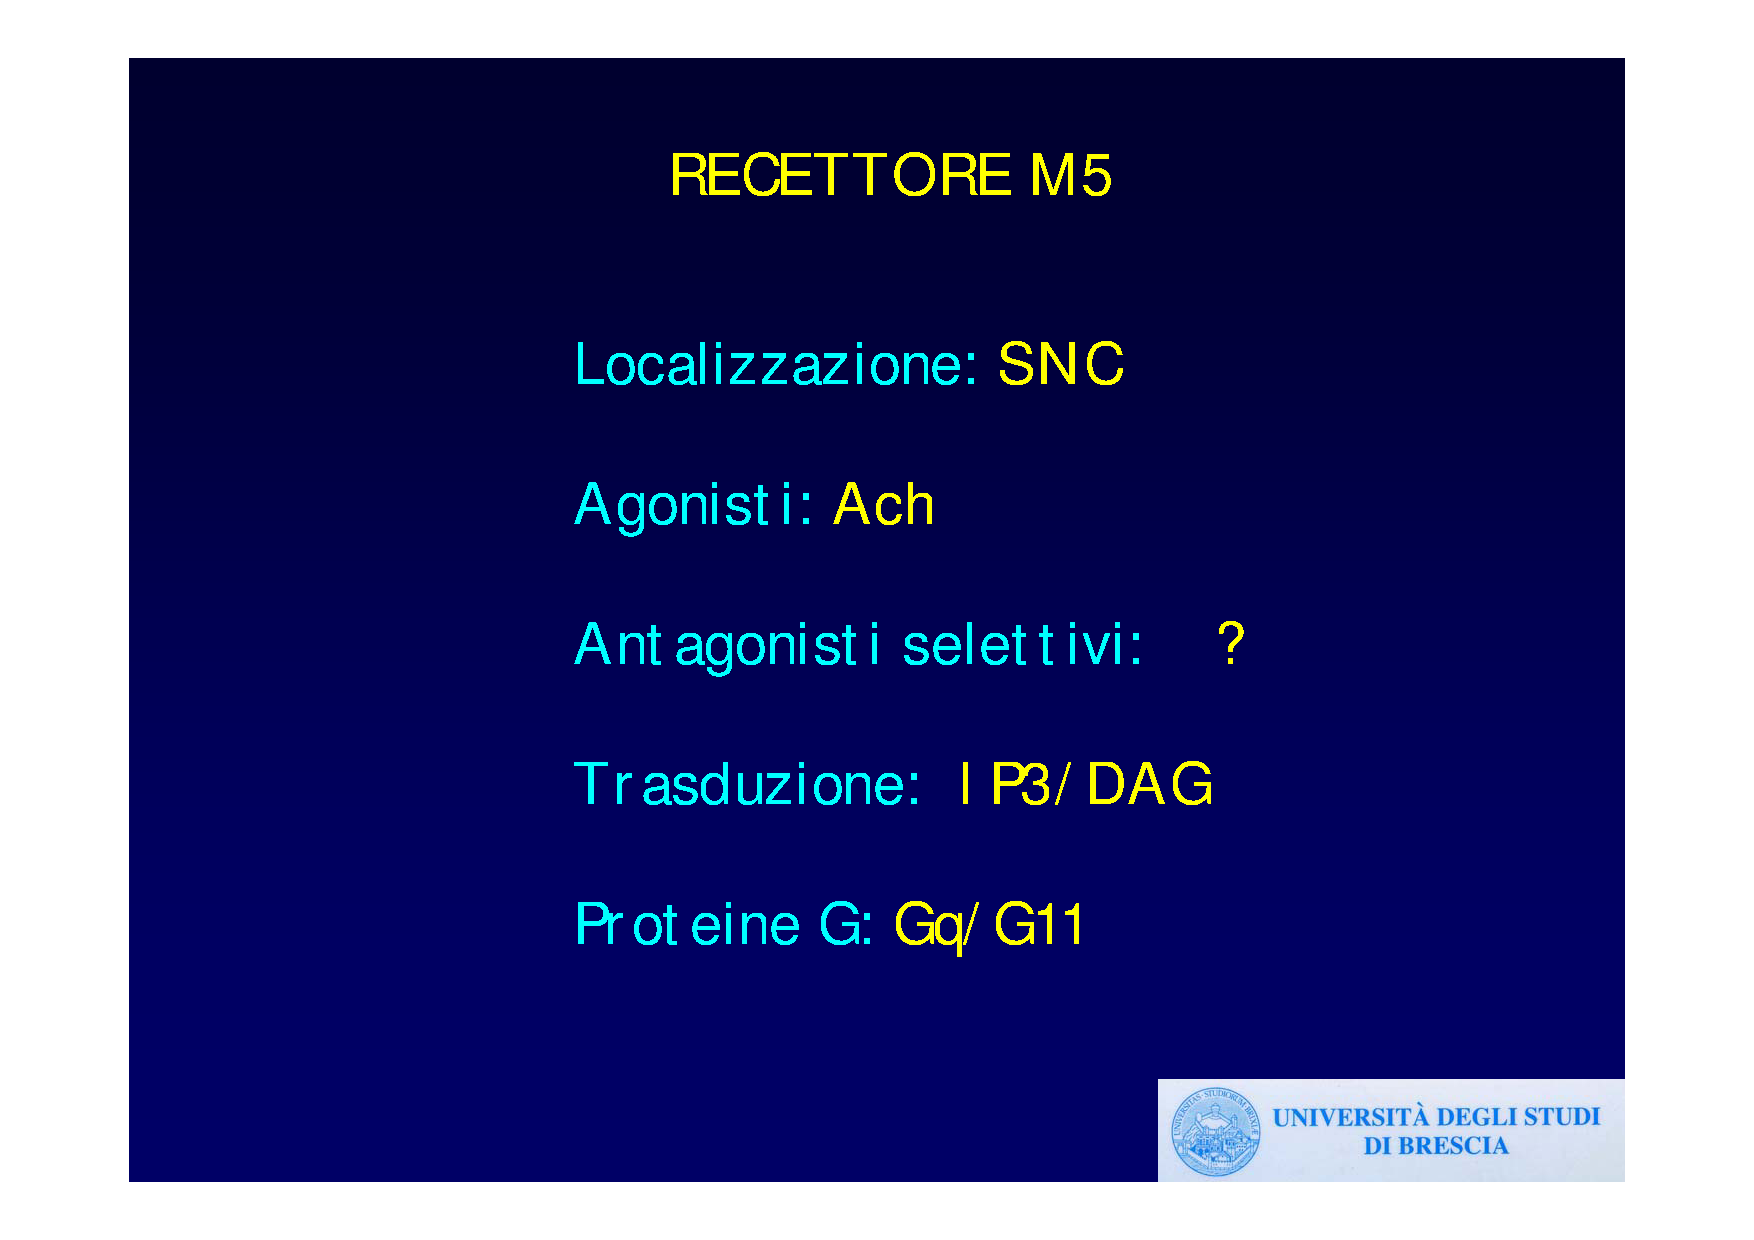 RECETTORE M5
Localizzazione: SNC
Agonisti: Ach
Antagonisti selettivi: ?
Trasduzione: IP3/DAG
Proteine G: Gq/G11
UNIVERSITÀ DEGLI STUDI
DI BRESCIA